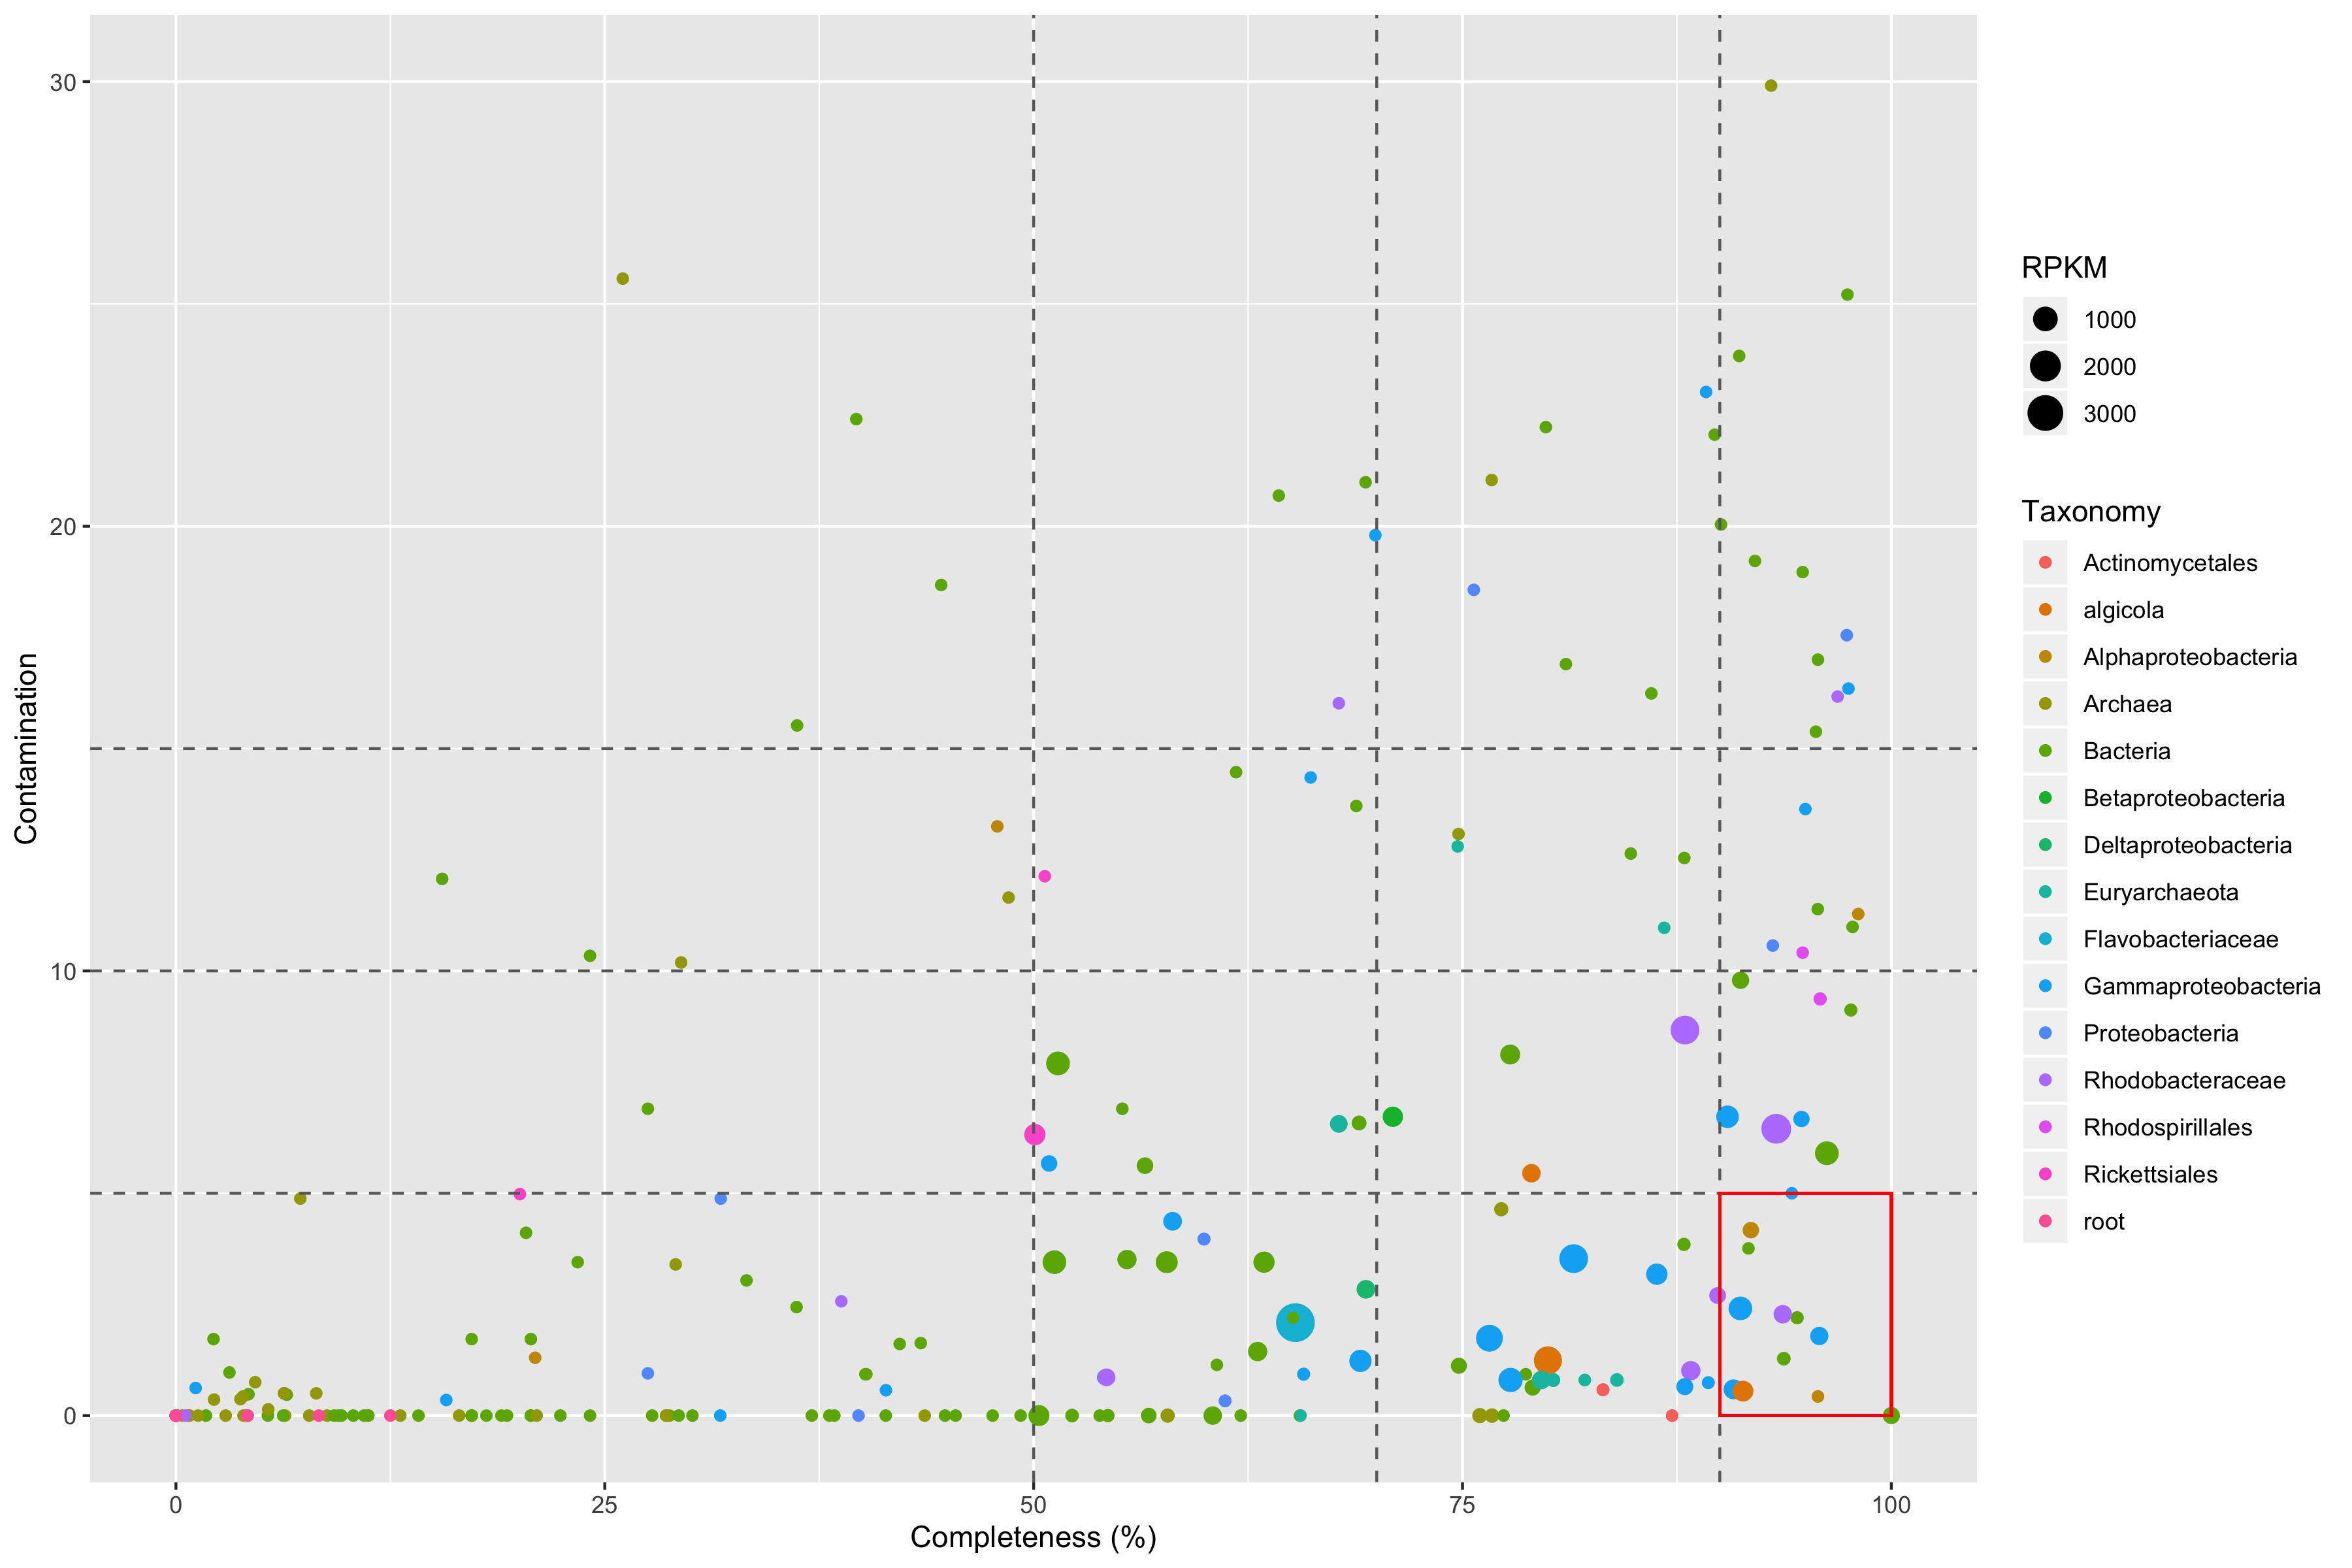 30
20
10
0
Contamination
0
25
50
75
100
Completeness (%)
RPKM
1000
2000
3000
Taxonomy
Actinomycetales
algicola
Alphaproteobacteria
Archaea
Bacteria
Betaproteobacteria
Deltaproteobacteria
Euryarchaeota
Flavobacteriaceae
Gammaproteobacteria
Proteobacteria
Rhodobacteraceae
Rhodospirillales
Rickettsiales
root